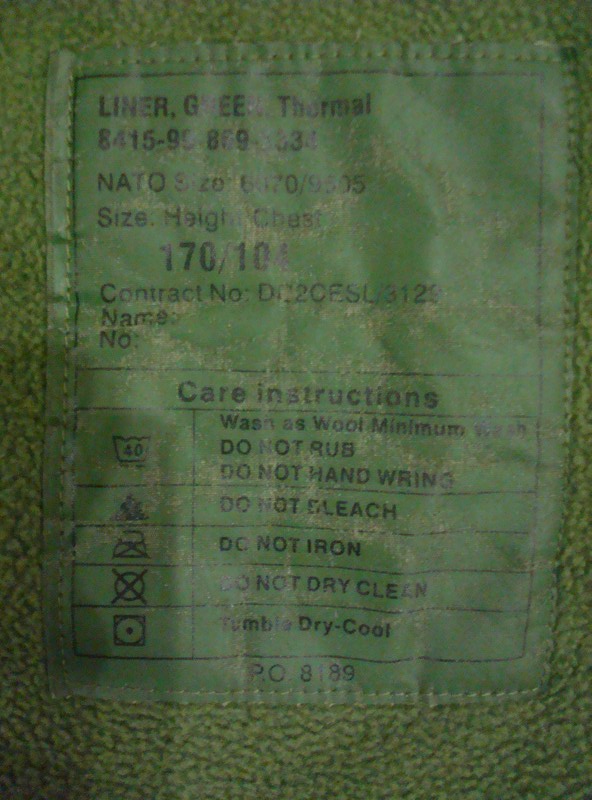 LINER, GREEN, Thermal
NATO Size:
Size: Height Chest
170/104
Contract No:
Name:
No:
Care instructions
Wash as Wool Minimum Wash
40
DO NOT RUB
DO NOT HAND WRING
DO NOT BLEACH
DO NOT IRON
DO NOT DRY CLEAN
Tumble Dry-Cool
P.O 8189